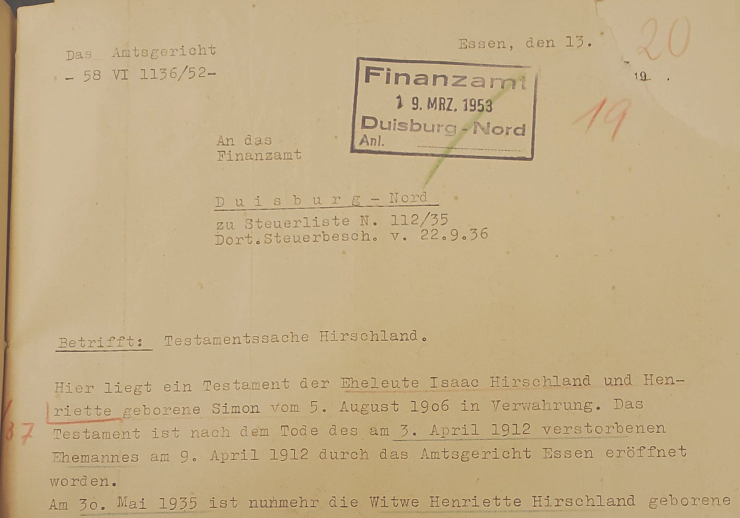 Das Amtsgericht
- 58 VI 1136/52-
Essen, den 13.
19 .
20
19
Finanzamt
19. MRZ. 1953
Duisburg-Nord
Anl.
An das
Finanzamt
Duisburg - Nord
zu Steuerliste N. 112/35
Dort.Steuerbesch. v. 22.9.36
Betrifft: Testamentssache Hirschland.
Hier liegt ein Testament der Eheleute Isaac Hirschland und Hen-
riette geborene Simon vom 5. August 19o6 in Verwahrung. Das
Testament ist nach dem Tode des am 3. April 1912 verstorbenen
Ehemannes am 9. April 1912 durch das Amtsgericht Essen eröffnet
worden.
Am 3o. Mai 1935 ist nunmehr die Witwe Henriette Hirschland geborene